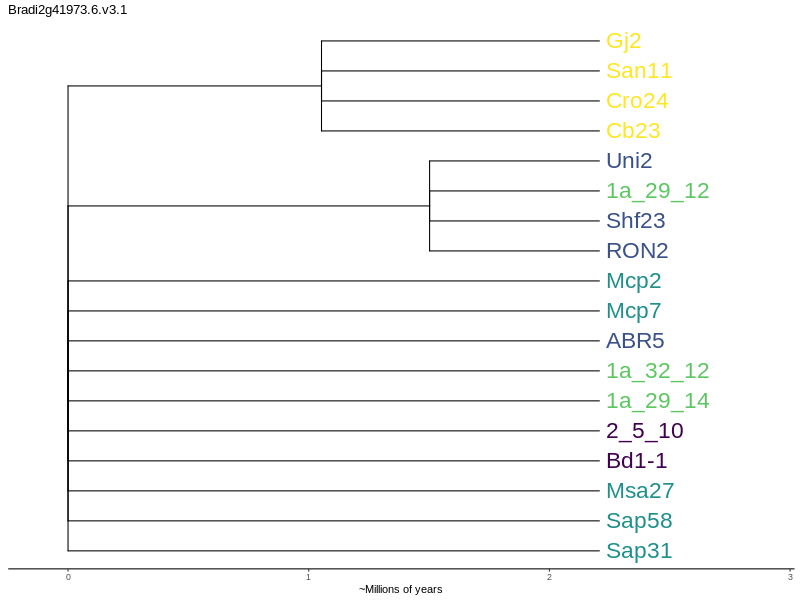 Bradi2g41973.6.v3.1
Gj2
San11
Cro24
Cb23
Uni2
1a_29_12
Shf23
RON2
Mcp2
Mcp7
ABR5
1a_32_12
1a_29_14
2_5_10
Bd1-1
Msa27
Sap58
Sap31
0 1 2 3
~Millions of years